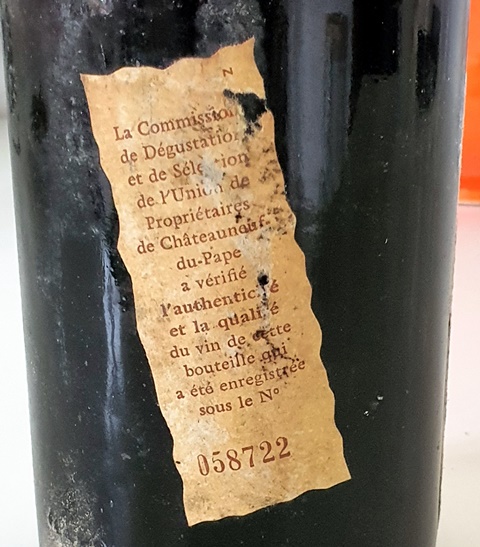 N
La Commission
de Dégustation
et de Sélection
de l'Union de
Propriétaires
de Châteauneuf-
du-Pape
a vérifié
l'authenticité
et la qualité
du vin de cette
bouteille qui
a été enregistrée
sous le N°
058722